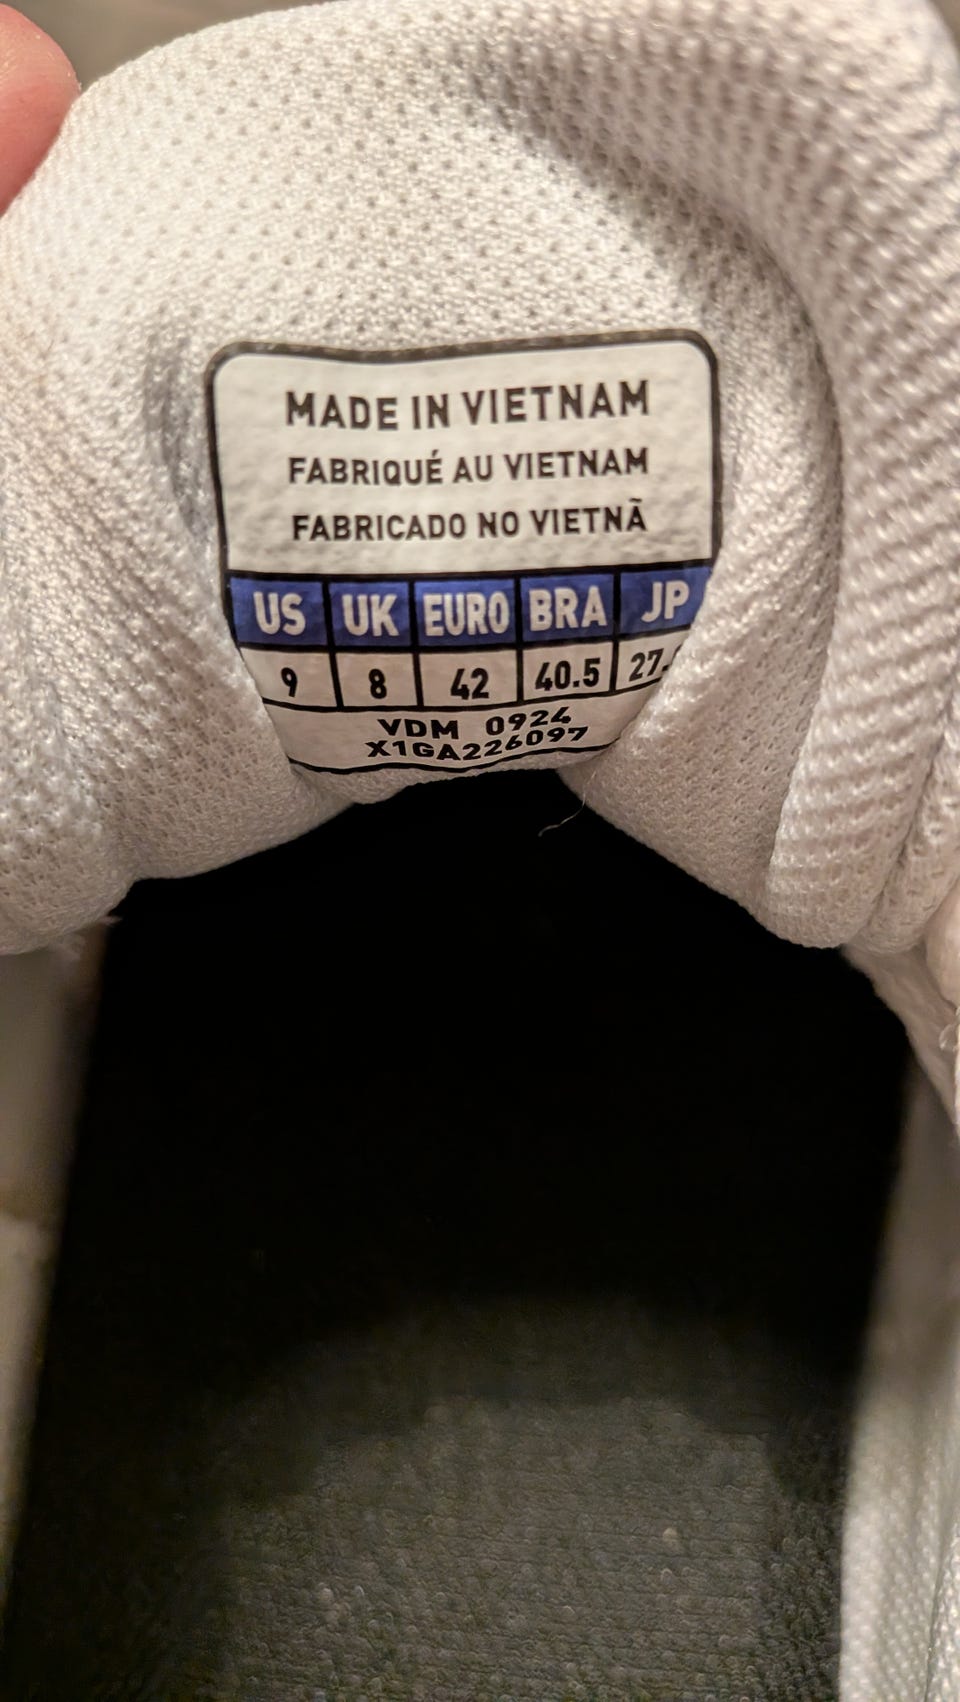 MADE IN VIETNAM
FABRIQUÉ AU VIETNAM
FABRICADO NO VIETNÃ
US UK EURO BRA JP
9 8 42 40.5
VDM 0924
X1GA226097